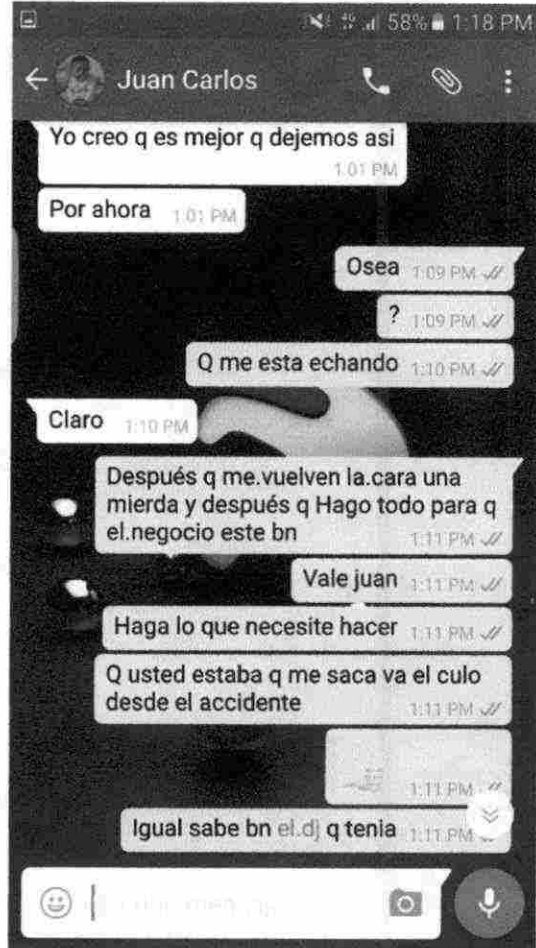 58% 1:18 PM
Juan Carlos
Yo creo q es mejor q dejemos asi
1:01 PM
Por ahora 1:01 PM
Osea 1:09 PM
? 1:09 PM
Q me esta echando 1:10 PM
Claro 1:10 PM
Después q me.vuelven la.cara una
mierda y después q Hago todo para q
el.negocio este bn
1:11 PM
Vale juan 1:11 PM
Haga lo que necesite hacer 1:11 PM
Q usted estaba q me saca va el culo
desde el accidente
1:11 PM
1:11 PM
Igual sabe bn el.dj q tenia 1:11 PM